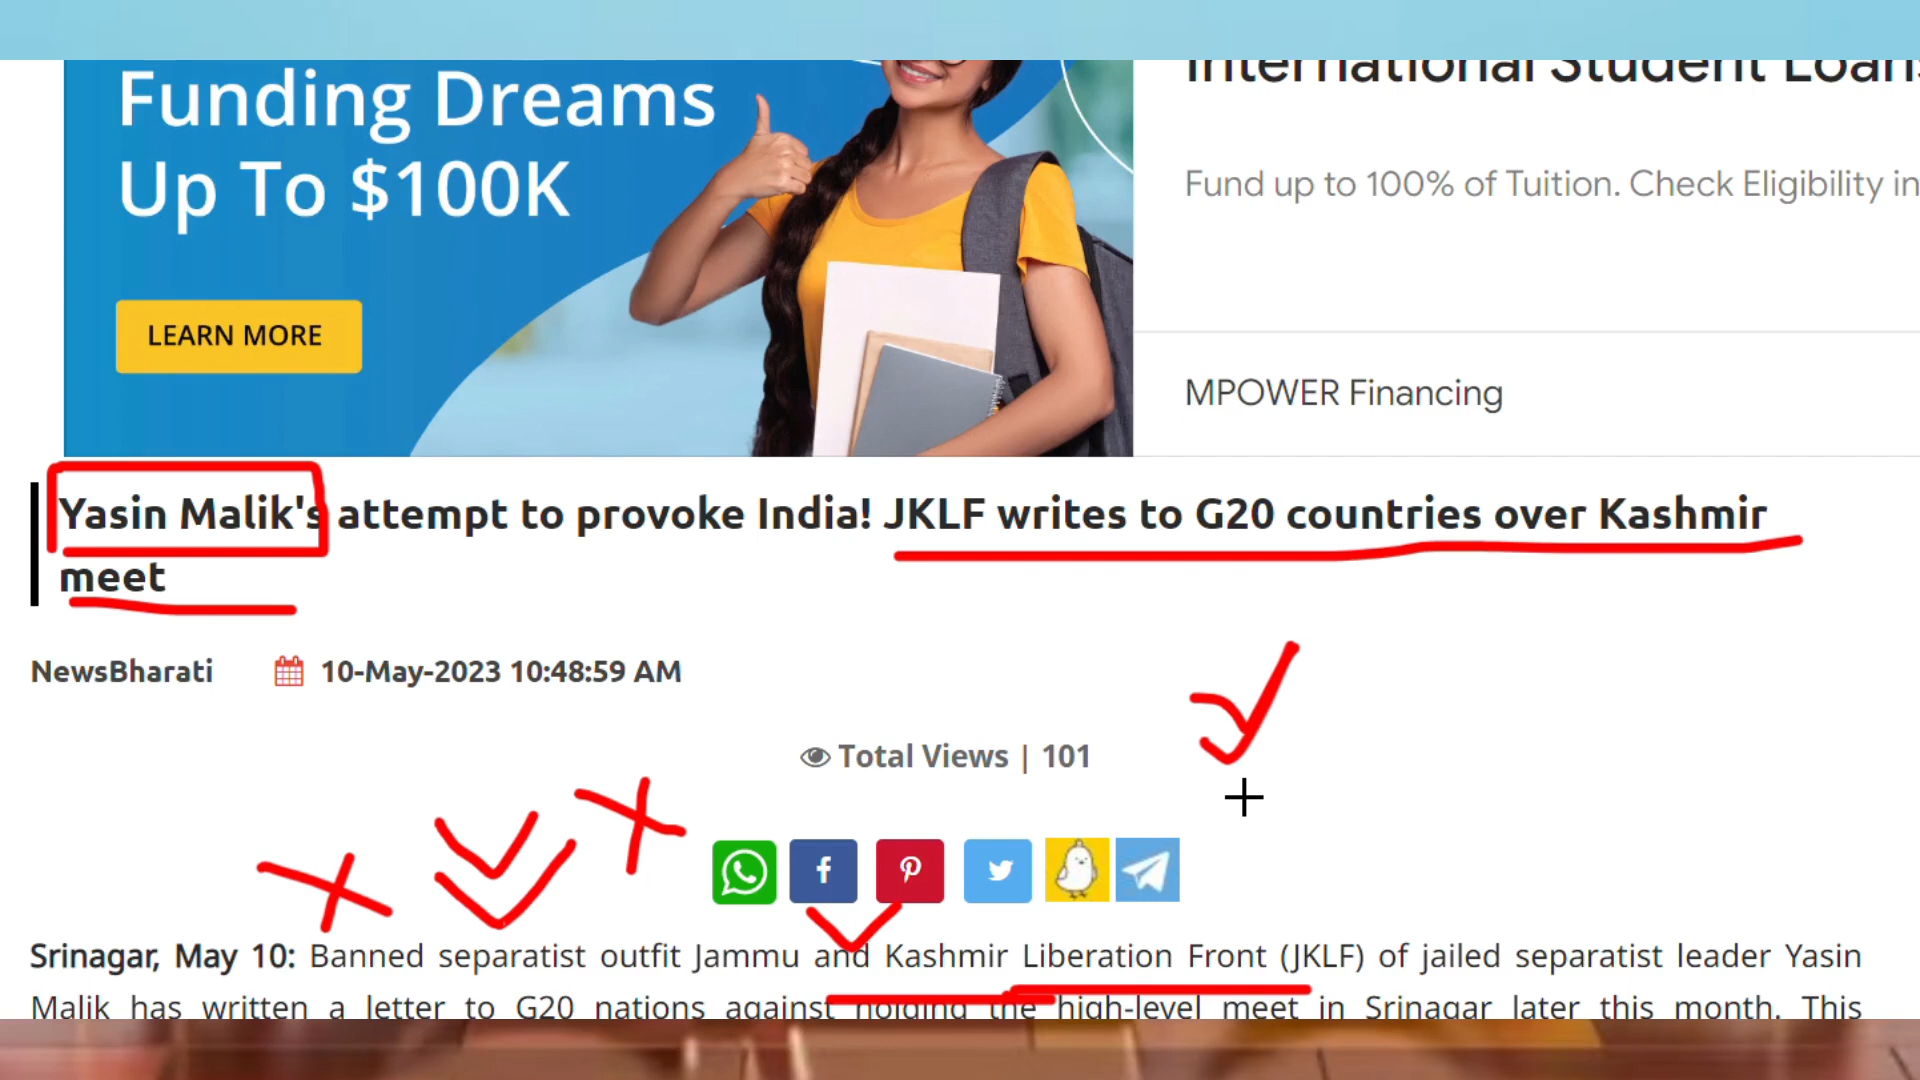 International Student Loans
Funding Dreams
Up To $100K
Fund up to 100% of Tuition. Check Eligibility in
LEARN MORE
MPOWER Financing
Yasin Malik's attempt to provoke India! JKLF writes to G20 countries over Kashmir
meet
NewsBharati 10-May-2023 10:48:59 AM
Total Views | 101
Srinagar, May 10: Banned separatist outfit Jammu and Kashmir Liberation Front (JKLF) of jailed separatist leader Yasin
Malik has written a letter to G20 nations against holding the high-level meet in Srinagar later this month. This